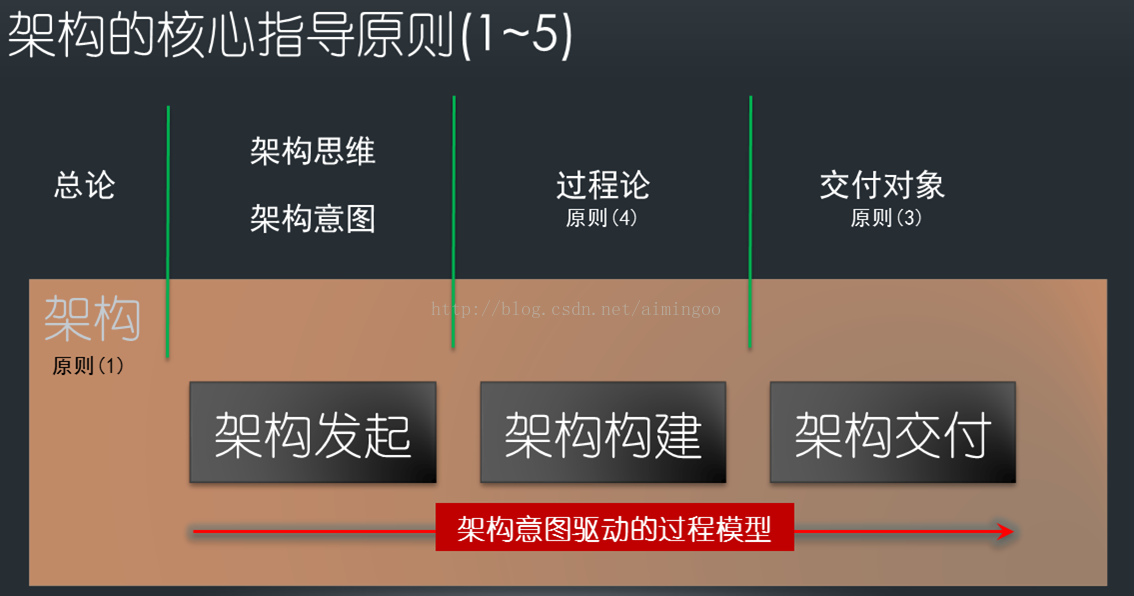 架构的核心指导原则(1~5)
总论
架构思维
架构意图
过程论
原则(4)
交付对象
原则(3)
架构
原则(1)
http://blog.csdn.net/aimingoo
架构发起
架构构建
架构交付
架构意图驱动的过程模型